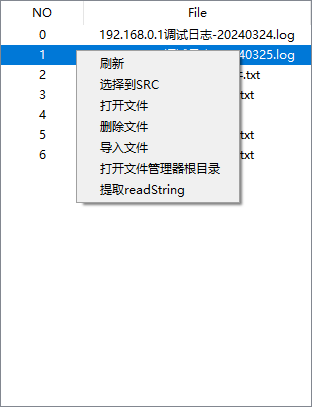 NO File
0 192.168.0.1调试日志-20240324.log
1 40325.log
2 .txt
3 txt
4
5 txt
6 txt
刷新
选择到SRC
打开文件
删除文件
导入文件
打开文件管理器根目录
提取readString